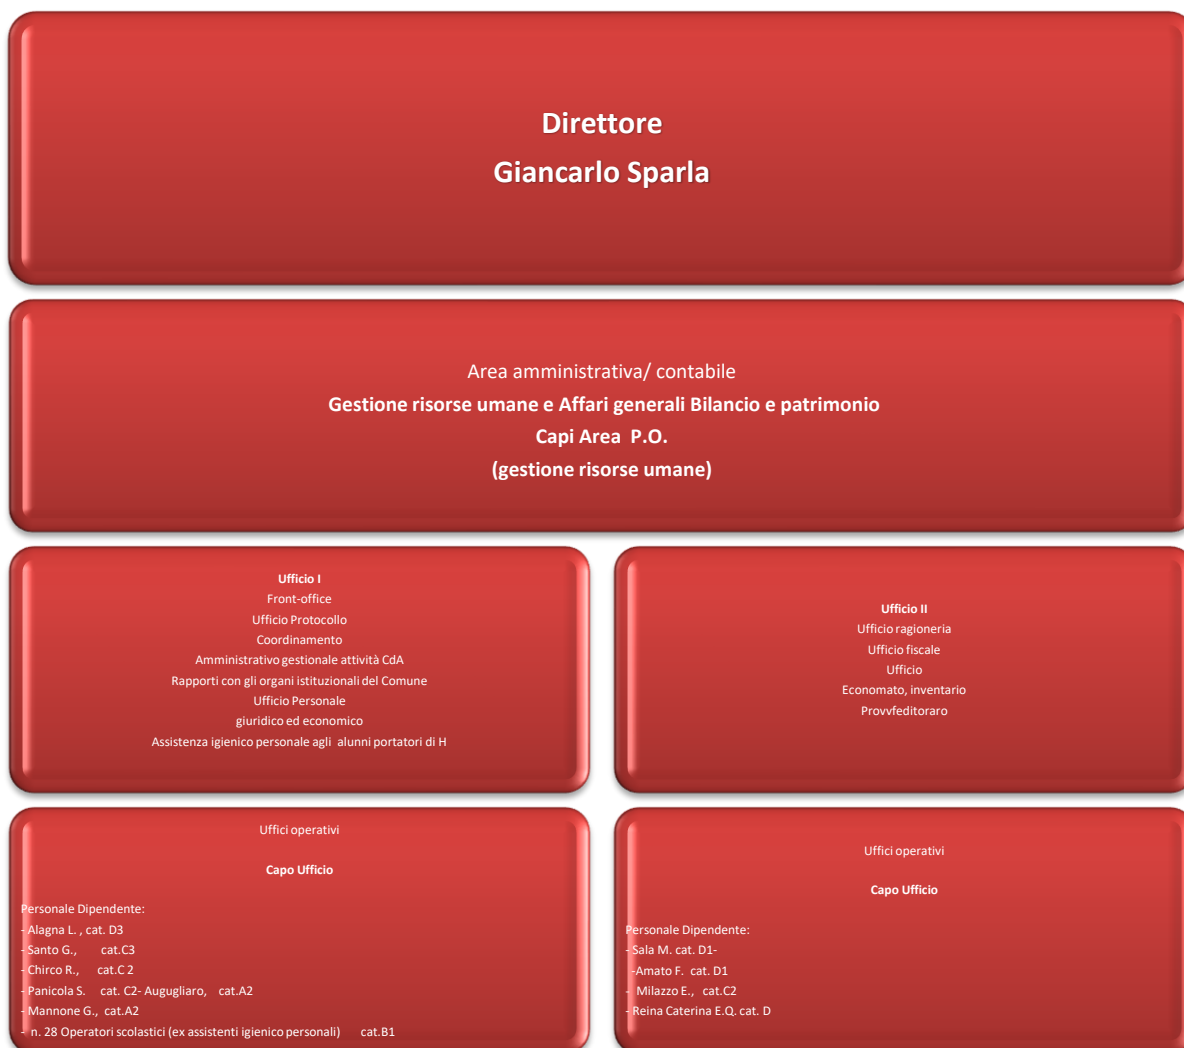 Direttore
Giancarlo Sparla
Area amministrativa/ contabile
Gestione risorse umane e Affari generali Bilancio e patrimonio
Capi Area P.O.
(gestione risorse umane)
Ufficio I
Front-office
Ufficio Protocollo
Coordinamento
Amministrativo gestionale attività CdA
Rapporti con gli organi istituzionali del Comune
Ufficio Personale
giuridico ed economico
Assistenza igienico personale agli alunni portatori di H
Ufficio II
Ufficio ragioneria
Ufficio fiscale
Ufficio
Economato, inventario
Provvfeditoraro
Uffici operativi
Capo Ufficio
Personale Dipendente:
- Alagna L. , cat. D3
- Santo G., cat.C3
- Chirco R., cat.C 2
- Panicola S. cat. C2- Augugliaro, cat.A2
- Mannone G., cat.A2
- n. 28 Operatori scolastici (ex assistenti igienico personali) cat.B1
Uffici operativi
Capo Ufficio
Personale Dipendente:
- Sala M. cat. D1-
-Amato F. cat. D1
- Milazzo E., cat.C2
- Reina Caterina E.Q. cat. D